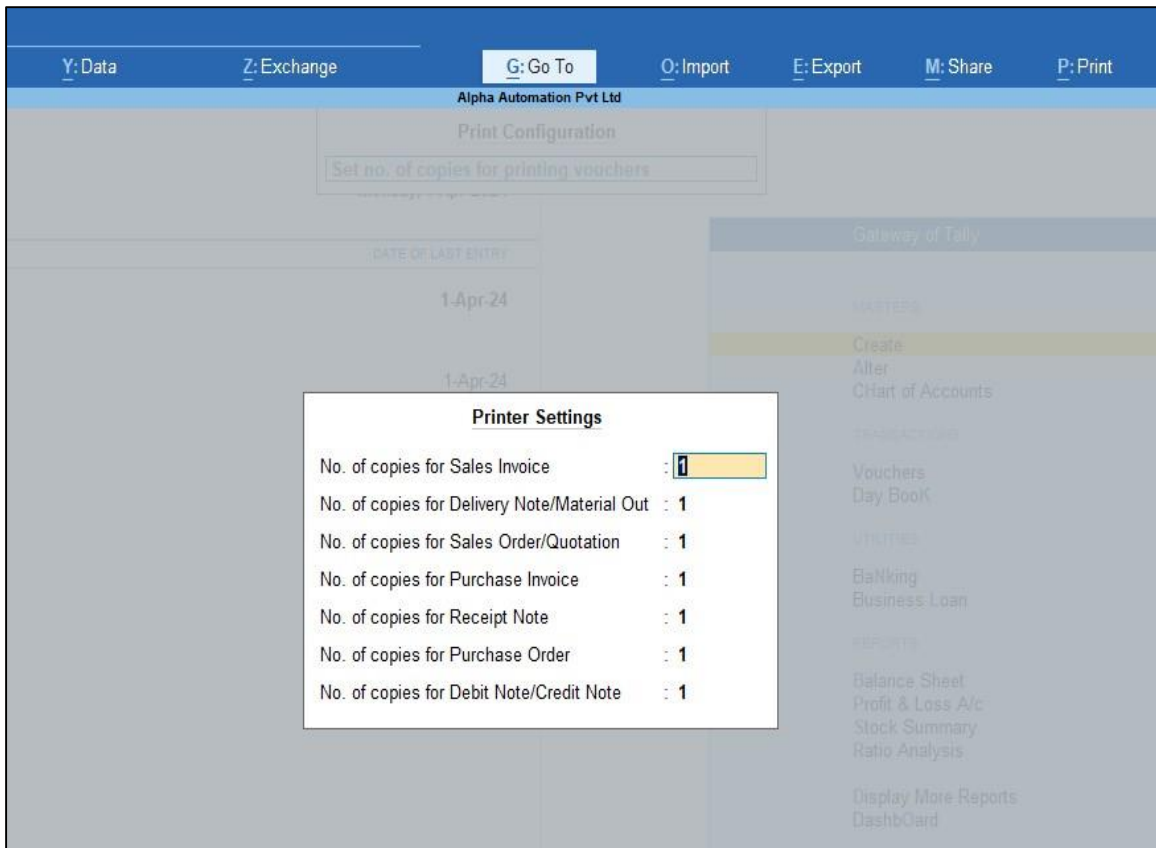 Y: Data Z: Exchange G: Go To O: Import E: Export M: Share P: Print
Alpha Automation Pvt Ltd
Print Configuration
Set no. of copies for printing vouchers
Gateway of Tally
DATE OF LAST ENTRY
1-Apr-24
MASTERS
Create
Alter
CHart of Accounts
1-Apr-24
TRANSACTIONS
Vouchers
Day BooK
UTILITIES
BaNking
Business Loan
REPORTS
Balance Sheet
Profit & Loss A/c
Stock Summary
Ratio Analysis
Display More Reports
DashbOard
Printer Settings
No. of copies for Sales Invoice : 1
No. of copies for Delivery Note/Material Out : 1
No. of copies for Sales Order/Quotation : 1
No. of copies for Purchase Invoice : 1
No. of copies for Receipt Note : 1
No. of copies for Purchase Order : 1
No. of copies for Debit Note/Credit Note : 1